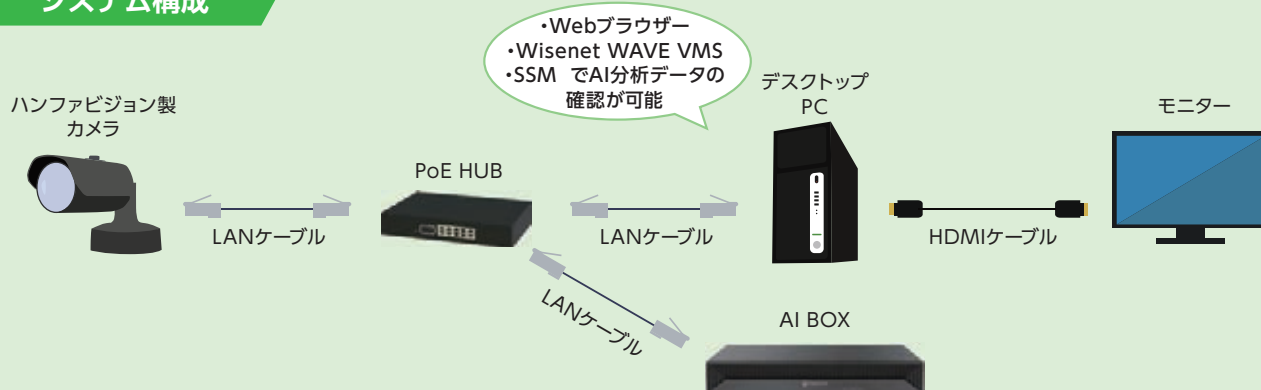 システム構成
・Webブラウザー
・Wisenet WAVE VMS
・SSM でAI分析データの
確認が可能
ハンファビジョン製
カメラ
PoE HUB
デスクトップ
PC
モニター
LANケーブル
LANケーブル
HDMIケーブル
LANケーブル
AI BOX